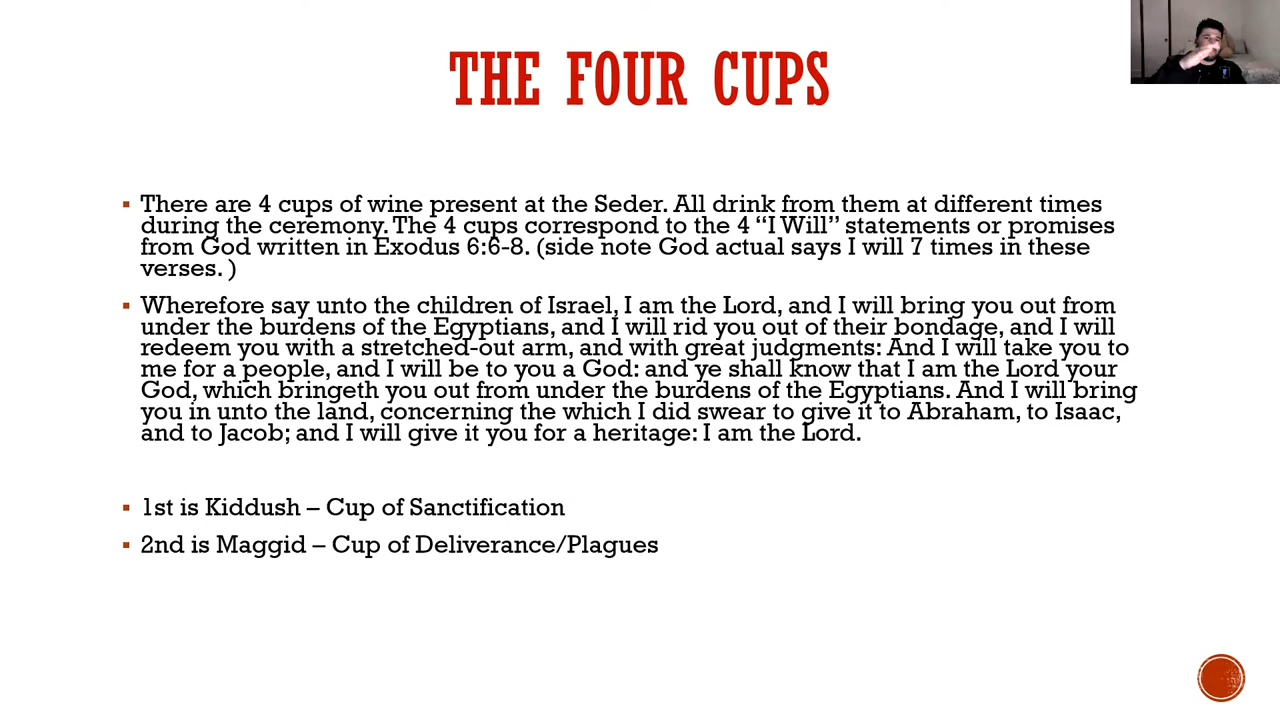 THE FOUR CUPS
There are 4 cups of wine present at the Seder. All drink from them at different times
during the ceremony. The 4 cups correspond to the 4 “I Will” statements or promises
from God written in Exodus 6:6-8. (side note God actual says I will 7 times in these
verses. )
Wherefore say unto the children of Israel, I am the Lord, and I will bring you out from
under the burdens of the Egyptians, and I will rid you out of their bondage, and I will
redeem you with a stretched-out arm, and with great judgments: And I will take you to
me for a people, and I will be to you a God: and ye shall know that I am the Lord your
God, which bringeth you out from under the burdens of the Egyptians. And I will bring
you in unto the land, concerning the which I did swear to give it to Abraham, to Isaac,
and to Jacob; and I will give it you for a heritage: I am the Lord.
1st is Kiddush – Cup of Sanctification
2nd is Maggid – Cup of Deliverance/Plagues